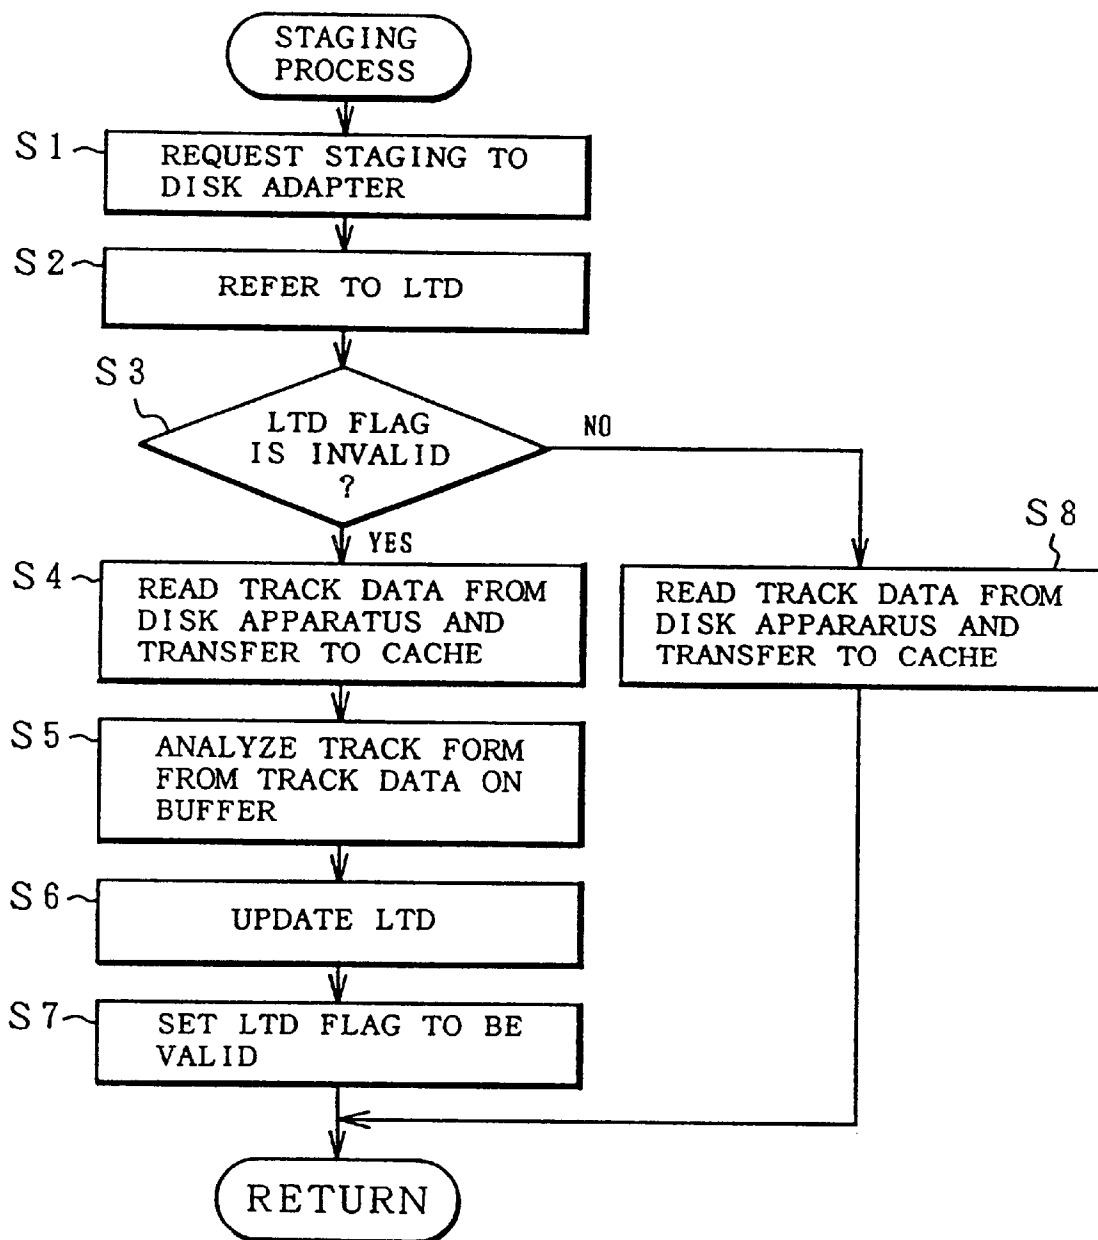 STAGING
PROCESS
S1
REQUEST STAGING TO
DISK ADAPTER
S2
REFER TO LTD
S3
LTD FLAG
IS INVALID
?
NO
YES
S4
READ TRACK DATA FROM
DISK APPARATUS AND
TRANSFER TO CACHE
S8
READ TRACK DATA FROM
DISK APPARARUS AND
TRANSFER TO CACHE
S5
ANALYZE TRACK FORM
FROM TRACK DATA ON
BUFFER
S6
UPDATE LTD
S7
SET LTD FLAG TO BE
VALID
RETURN